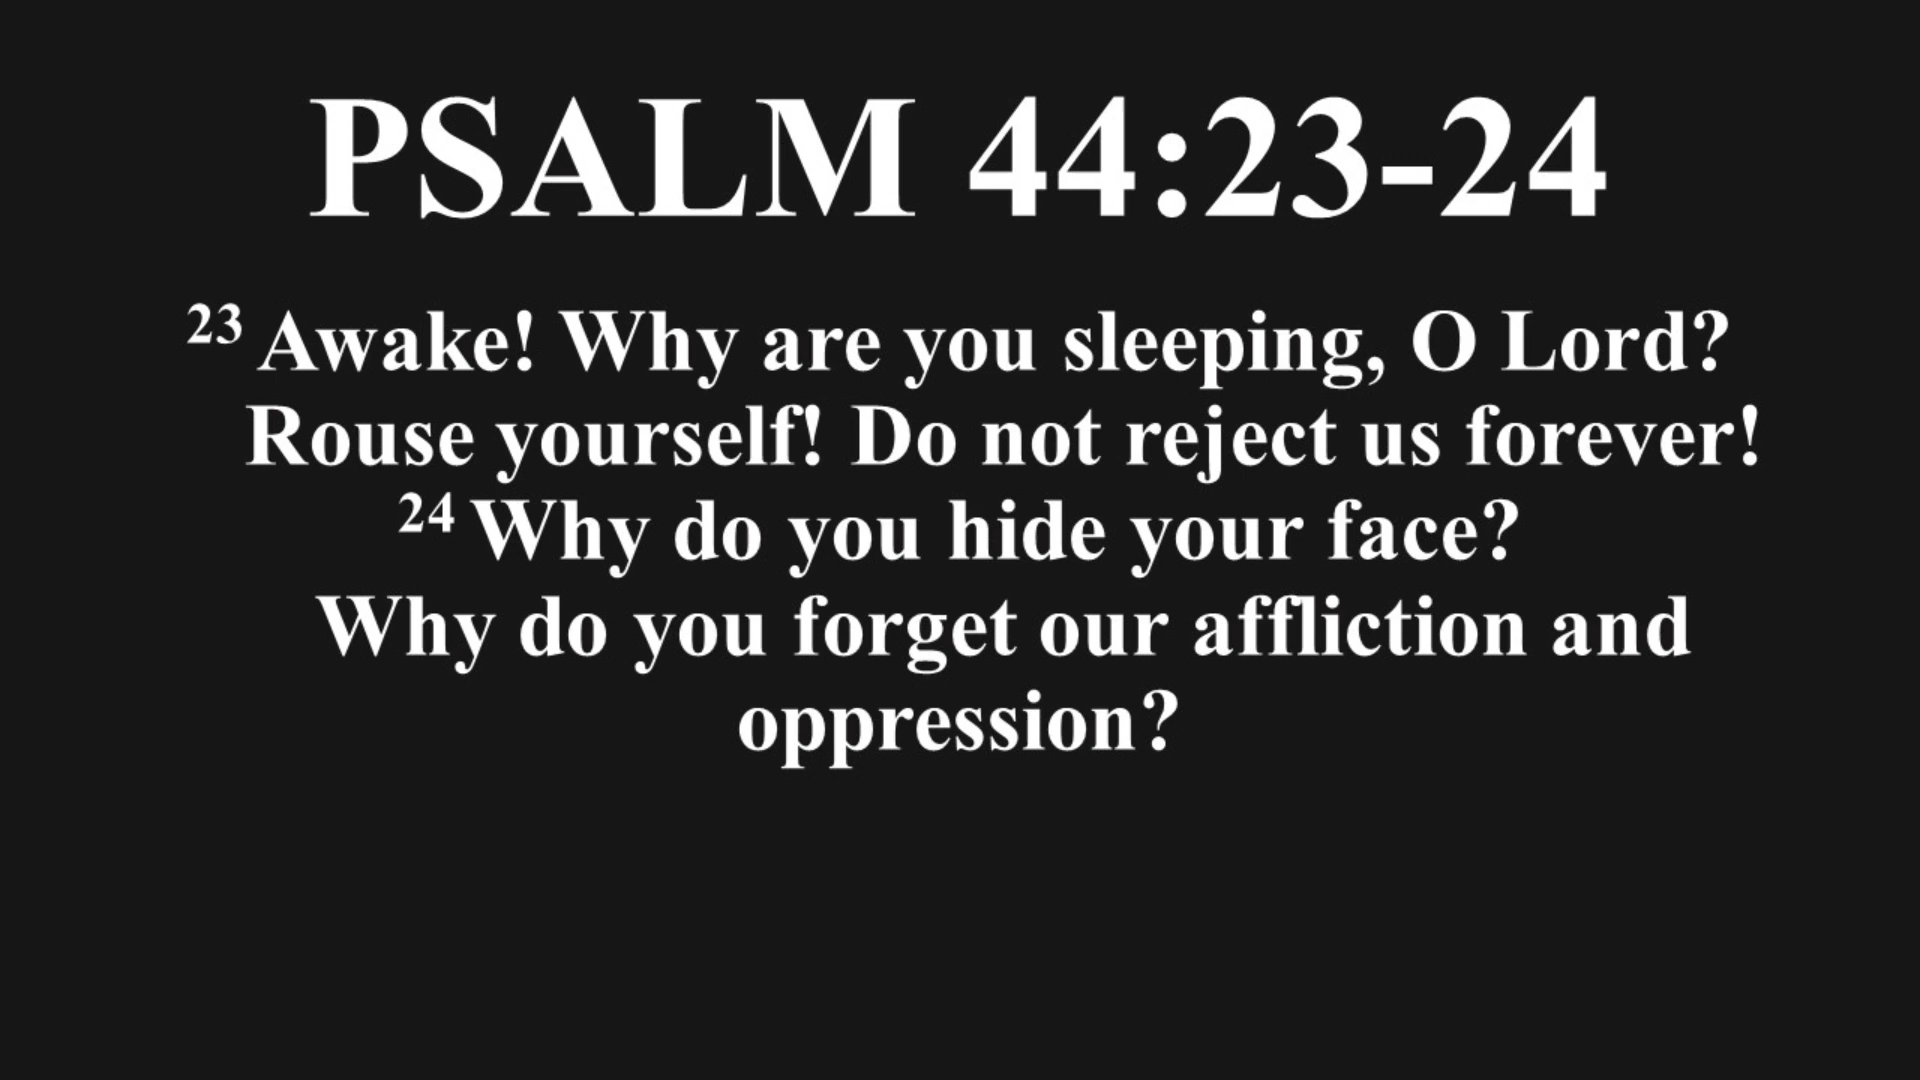 PSALM 44:23-24
23 Awake! Why are you sleeping, O Lord?
Rouse yourself! Do not reject us forever!
24 Why do you hide your face?
Why do you forget our affliction and
oppression?